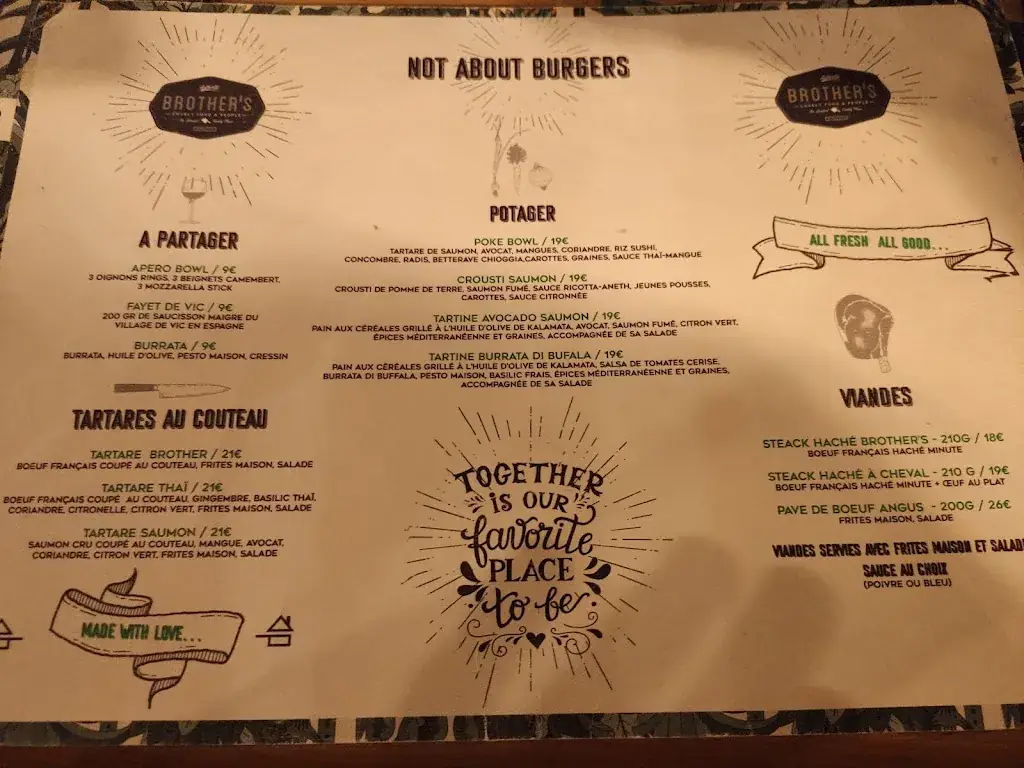 NOT ABOUT BURGERS
BROTHER'S
BROTHER'S
A PARTAGER
APERO BOWL / 9€
3 OIGNONS RINGS, 3 BEIGNETS CAMEMBERT,
3 MOZZARELLA STICK
FAYET DE VIC / 9€
200 GR DE SAUCISSON MAIGRE DU
VILLAGE DE VIC EN ESPAGNE
BURRATA / 9€
BURRATA, HUILE D'OLIVE, PESTO MAISON, CRESSIN
TARTARES AU COUTEAU
TARTARE BROTHER / 21€
BOEUF FRANÇAIS COUPÉ AU COUTEAU, FRITES MAISON, SALADE
TARTARE THAÏ / 21€
BOEUF FRANÇAIS COUPÉ AU COUTEAU, GINGEMBRE, BASILIC THAÏ,
CORIANDRE, CITRONELLE, CITRON VERT, FRITES MAISON, SALADE
TARTARE SAUMON / 21€
SAUMON CRU COUPÉ AU COUTEAU, MANGUE, AVOCAT,
CORIANDRE, CITRON VERT, FRITES MAISON, SALADE
MADE WITH LOVE...
POTAGER
POKE BOWL / 19€
TARTARE DE SAUMON, AVOCAT, MANGUES, CORIANDRE, RIZ SUSHI,
CONCOMBRE, RADIS, BETTERAVE CHIOGGIA,CAROTTES, GRAINES, SAUCE THAÏ-MANGUE
CROUSTI SAUMON / 19€
CROUSTI DE POMME DE TERRE, SAUMON FUMÉ, SAUCE RICOTTA-ANETH, JEUNES POUSSES,
CAROTTES, SAUCE CITRONNÉE
TARTINE AVOCADO SAUMON / 19€
PAIN AUX CÉRÉALES GRILLÉ À L'HUILE D'OLIVE DE KALAMATA, AVOCAT, SAUMON FUMÉ, CITRON VERT,
ÉPICES MÉDITERRANÉENNE ET GRAINES, ACCOMPAGNÉE DE SA SALADE
TARTINE BURRATA DI BUFALA / 19€
PAIN AUX CÉRÉALES GRILLÉ À L'HUILE D'OLIVE DE KALAMATA, SALSA DE TOMATES CERISE,
BURRATA DI BUFFALA, PESTO MAISON, BASILIC FRAIS, ÉPICES MÉDITERRANÉENNE ET GRAINES,
ACCOMPAGNÉE DE SA SALADE
TOGETHER
IS OUR
favorite
PLACE
to be
ALL FRESH ALL GOOD...
VIANDES
STEACK HACHÉ BROTHER'S - 210G / 18€
BOEUF FRANÇAIS HACHÉ MINUTE
STEACK HACHÉ À CHEVAL - 210 G / 19€
BOEUF FRANÇAIS HACHÉ MINUTE + ŒUF AU PLAT
PAVE DE BOEUF ANGUS - 200G / 26€
FRITES MAISON, SALADE
VIANDES SERVIES AVEC FRITES MAISON ET SALAD
SAUCE AU CHOIX
(POIVRE OU BLEU)